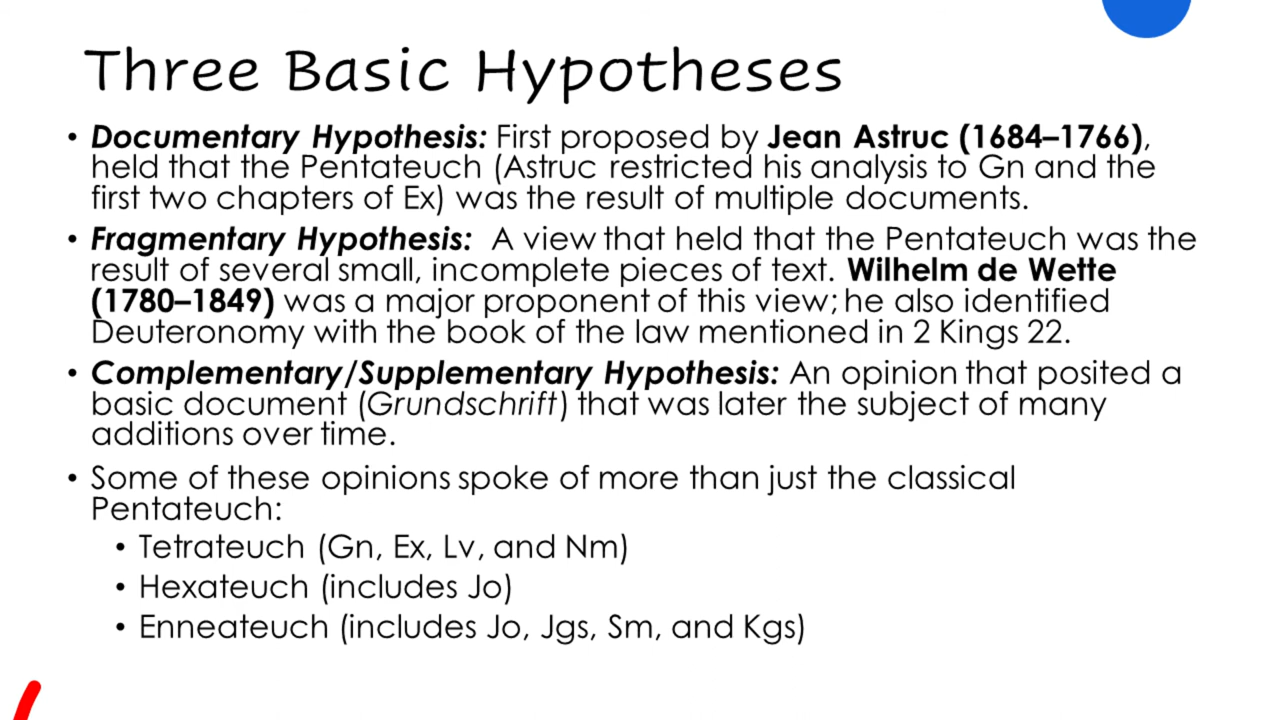 Three Basic Hypotheses
• Documentary Hypothesis: First proposed by Jean Astruc (1684–1766),
held that the Pentateuch (Astruc restricted his analysis to Gn and the
first two chapters of Ex) was the result of multiple documents.
• Fragmentary Hypothesis: A view that held that the Pentateuch was the
result of several small, incomplete pieces of text. Wilhelm de Wette
(1780–1849) was a major proponent of this view; he also identified
Deuteronomy with the book of the law mentioned in 2 Kings 22.
• Complementary/Supplementary Hypothesis: An opinion that posited a
basic document (Grundschrift) that was later the subject of many
additions over time.
• Some of these opinions spoke of more than just the classical
Pentateuch:
• Tetrateuch (Gn, Ex, Lv, and Nm)
• Hexateuch (includes Jo)
• Enneateuch (includes Jo, Jgs, Sm, and Kgs)